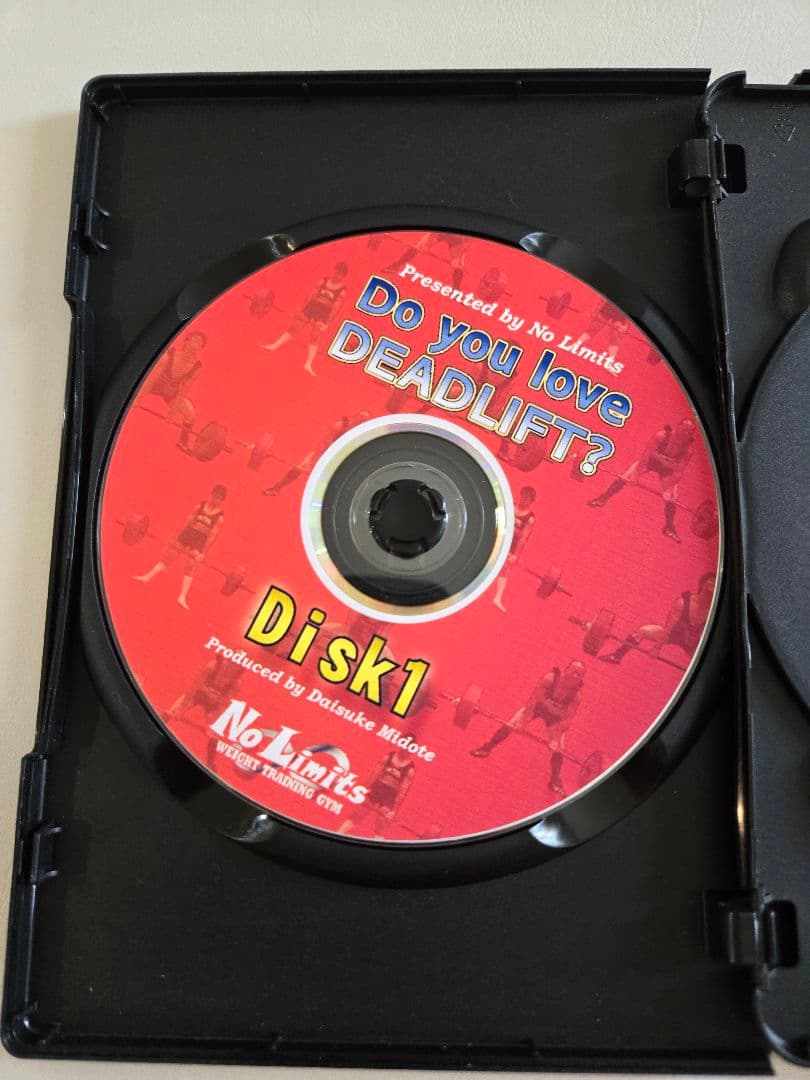 Presented by No Limits
Do you love
DEADLIFT?
Disk1
Produced by Daisuke Midote
No Limits
WEIGHT TRAINING GYM